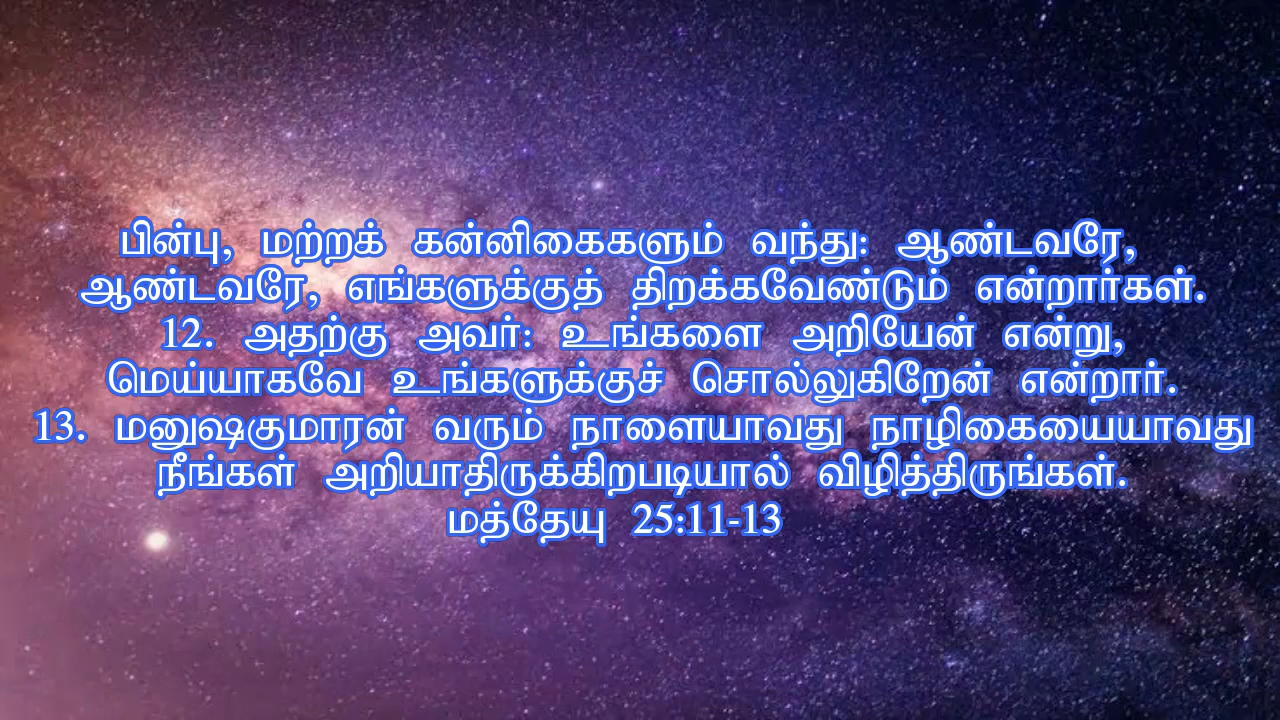 பின்பு, மற்றக் கன்னிகைகளும் வந்து: ஆண்டவரே,
ஆண்டவரே, எங்களுக்குத் திறக்கவேண்டும் என்றார்கள்.
12. அதற்கு அவர்: உங்களை அறியேன் என்று,
மெய்யாகவே உங்களுக்குச் சொல்லுகிறேன் என்றார்.
13. மனுஷகுமாரன் வரும் நாளையாவது நாழிகையையாவது
நீங்கள் அறியாதிருக்கிறபடியால் விழித்திருங்கள்.
மத்தேயு 25:11-13